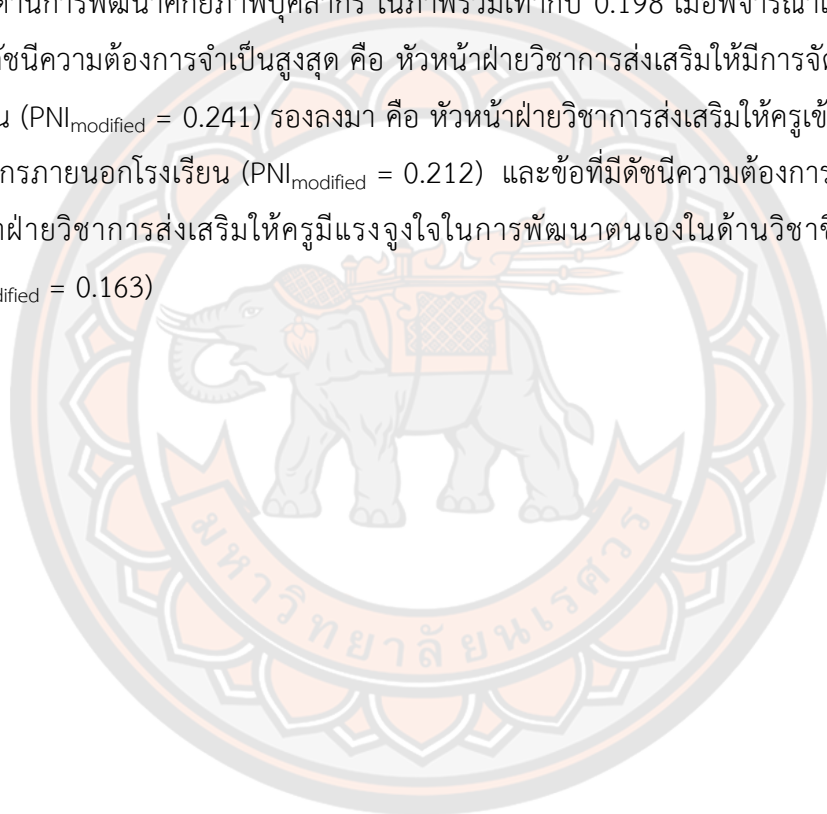 ด้านการพัฒนาศักยภาพบุคลากร ในภาพรวมเท่ากับ 0.198 เมื่อพิจารณา
ดัชนีความต้องการจำเป็นสูงสุด คือ หัวหน้าฝ่ายวิชาการส่งเสริมให้มีการจัด
น (PNImodified = 0.241) รองลงมา คือ หัวหน้าฝ่ายวิชาการส่งเสริมให้ครูเข้
กรภายนอกโรงเรียน (PNImodified = 0.212) และข้อที่มีดัชนีความต้องการ
าฝ่ายวิชาการส่งเสริมให้ครูมีแรงจูงใจในการพัฒนาตนเองในด้านวิชาชี
dified = 0.163)
มหาวิทยาลัยนเรศวร